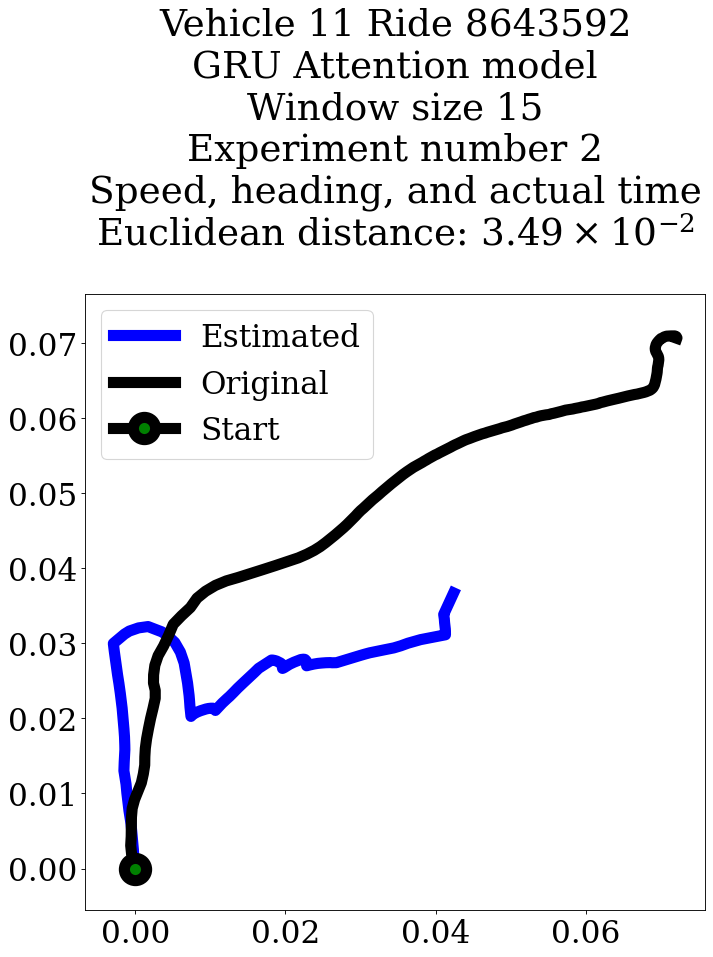 Vehicle 11 Ride 8643592
GRU Attention model
Window size 15
Experiment number 2
Speed, heading, and actual time
Euclidean distance: 3.49 × 10⁻²
Estimated
Original
Start
0.07
0.06
0.05
0.04
0.03
0.02
0.01
0.00
0.00 0.02 0.04 0.06